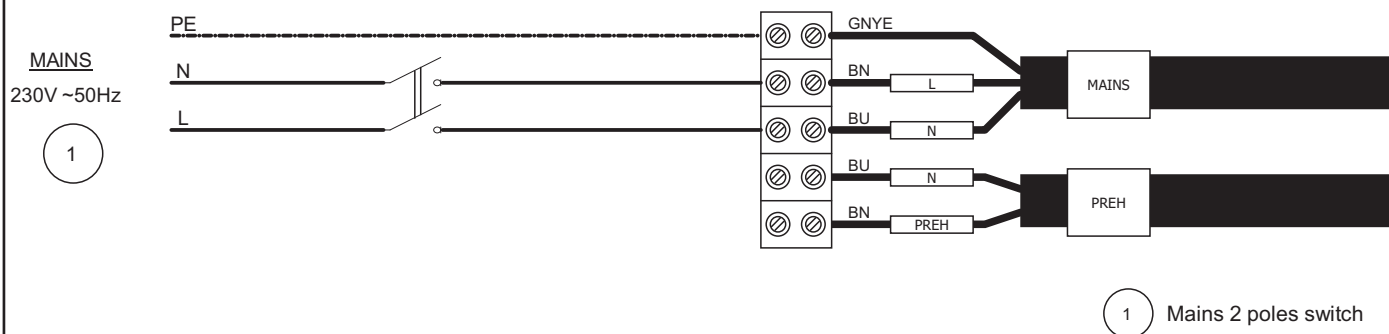 PE
GNYE
MAINS
N
BN
L
MAINS
230V ~50Hz
L
BU
N
1
BU
N
PREH
BN
PREH
1 Mains 2 poles switch